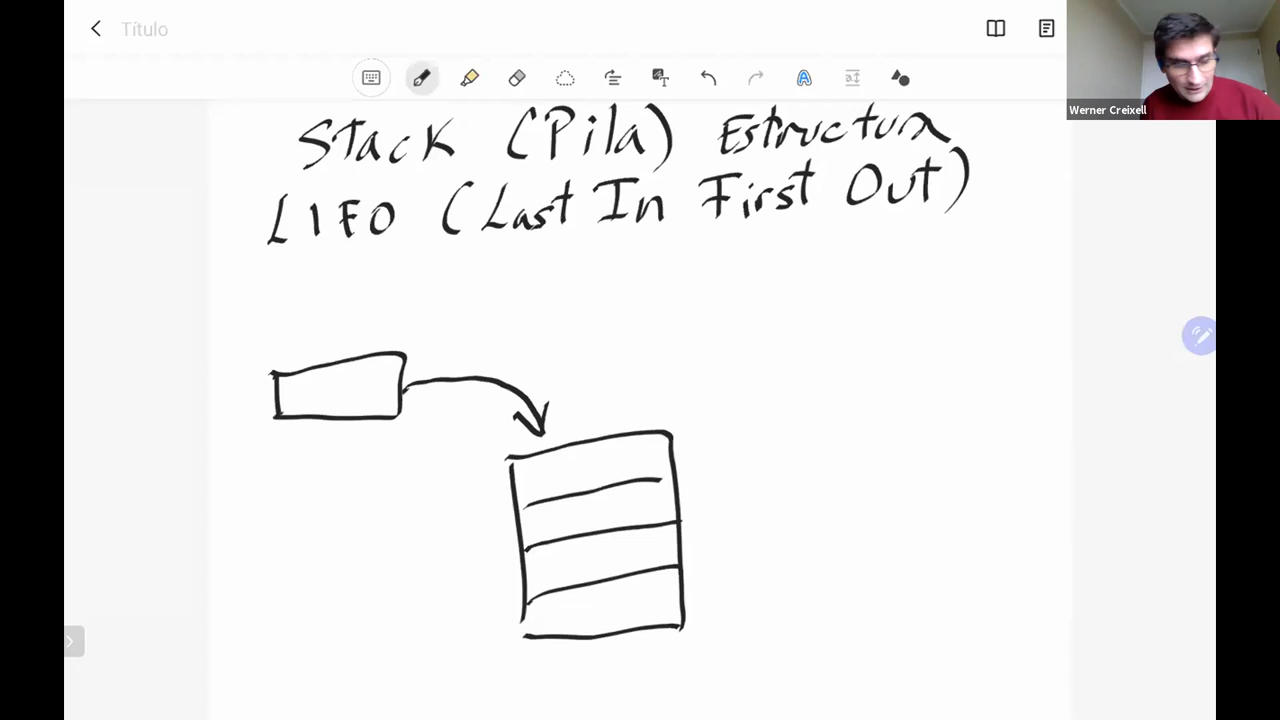 Título
Werner Creixell
Stack (Pila) Estructura
LIFO (Last In First Out)